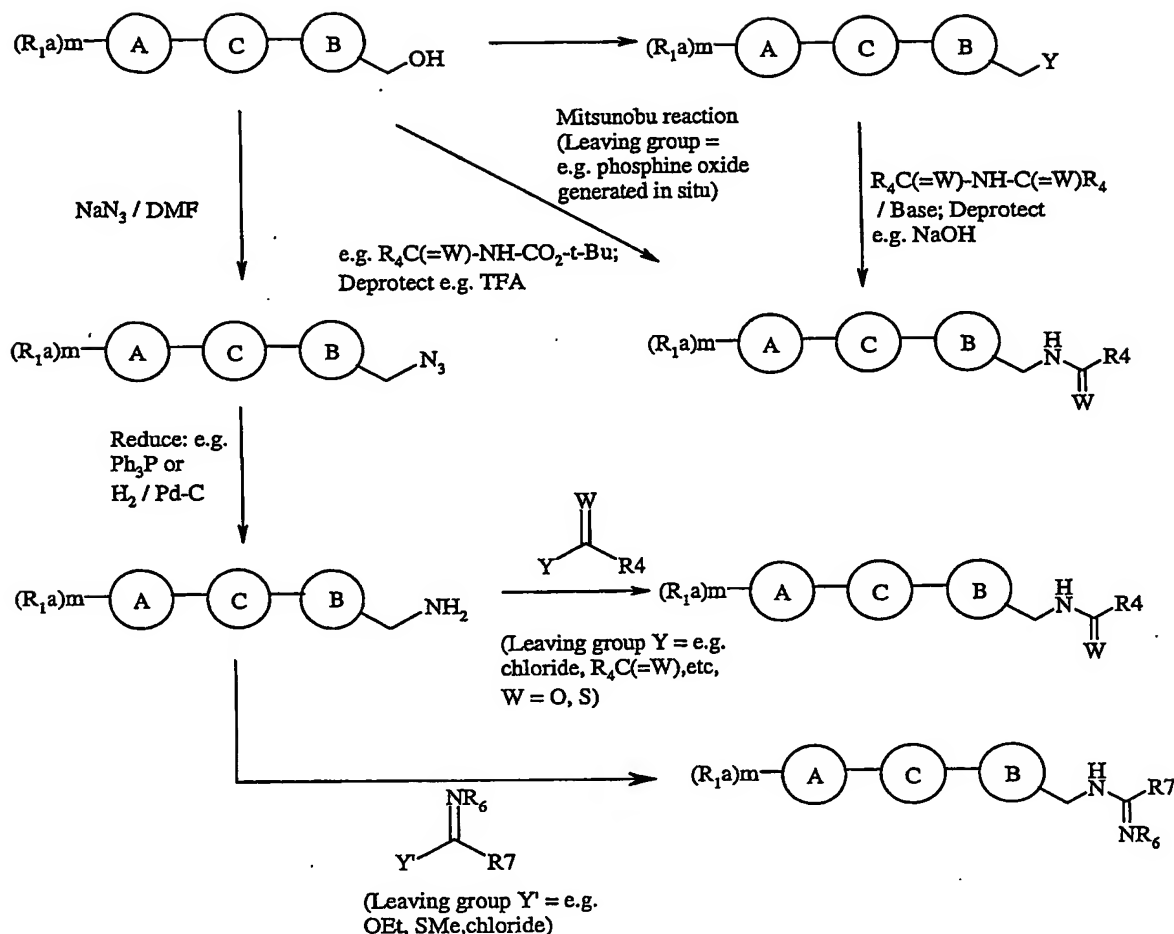 (R₁a)m A C B OH
(R₁a)m A C B Y
Mitsunobu reaction
(Leaving group =
e.g. phosphine oxide
generated in situ)
NaN₃ / DMF
R₄C(=W)-NH-C(=W)R₄
/ Base; Deprotect
e.g. NaOH
e.g. R₄C(=W)-NH-CO₂-t-Bu;
Deprotect e.g. TFA
(R₁a)m A C B N₃
(R₁a)m A C B H N R4 W
Reduce: e.g.
Ph₃P or
H₂ / Pd-C
W
Y R4
(R₁a)m A C B NH₂
(R₁a)m A C B H N R4 W
(Leaving group Y = e.g.
chloride, R₄C(=W),etc,
W = O, S)
(R₁a)m A C B H N R7 NR₆
NR₆
Y' R7
(Leaving group Y' = e.g.
OEt, SMe,chloride)